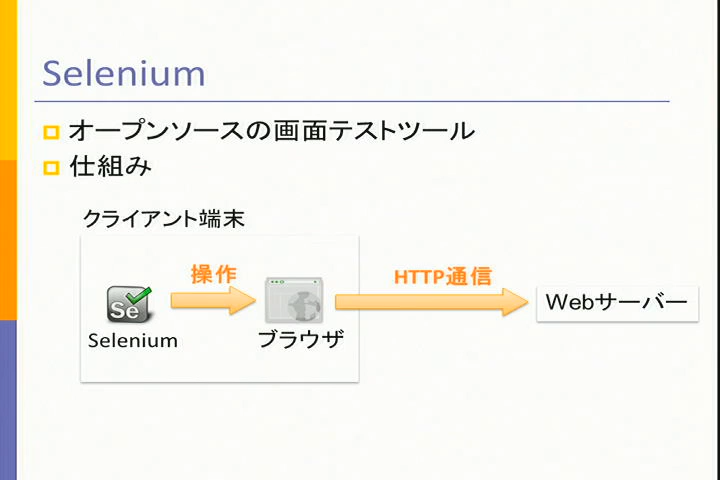 Selenium
オープンソースの画面テストツール
仕組み
クライアント端末
操作
HTTP通信
Se
Webサーバー
Selenium
ブラウザ